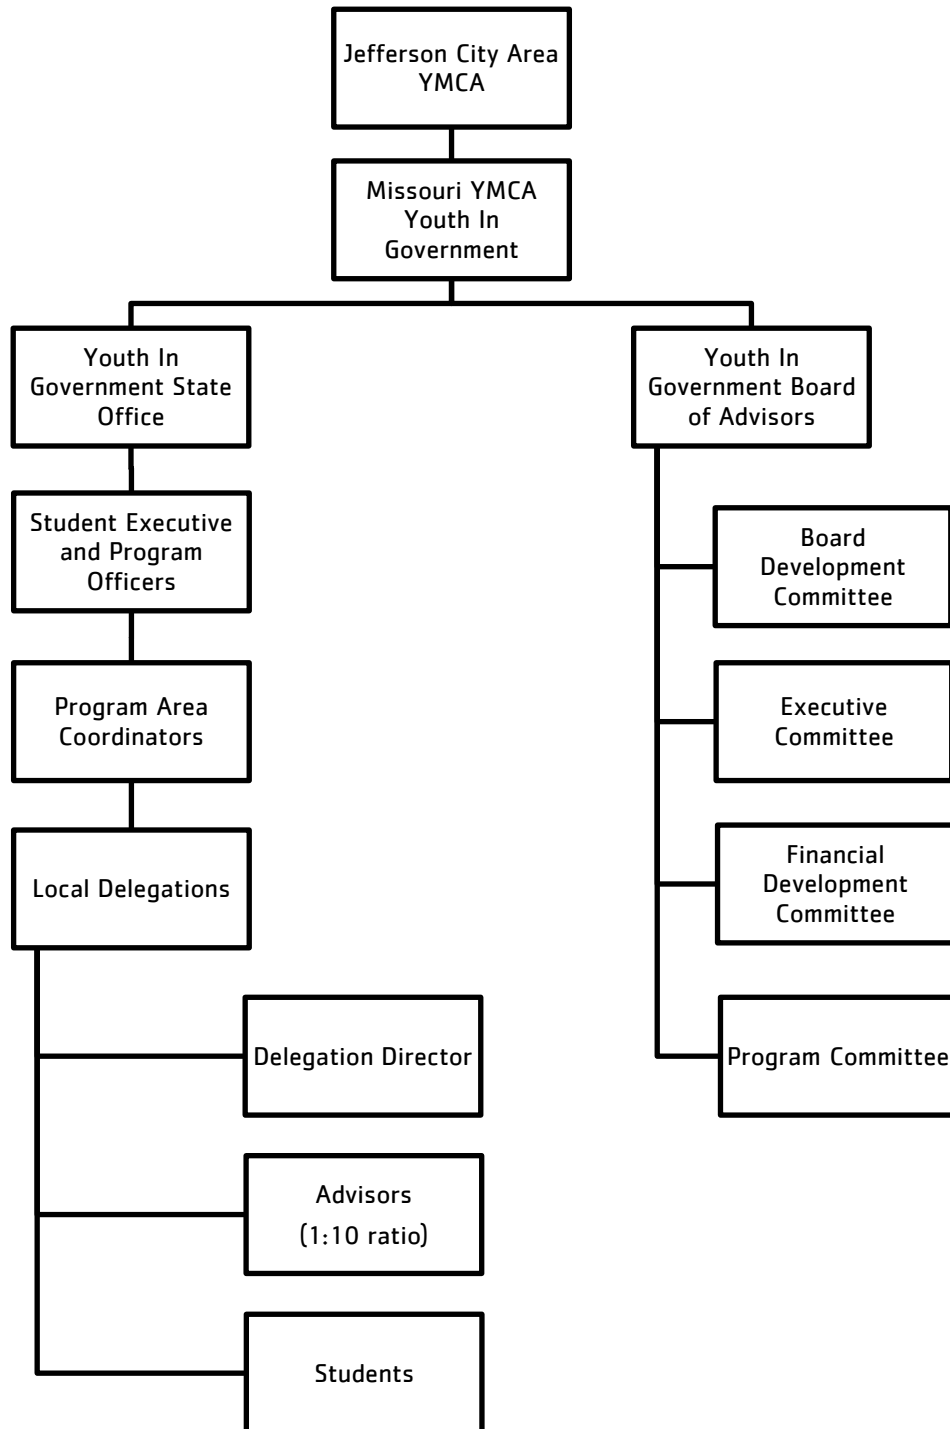 Jefferson City Area
YMCA
Missouri YMCA
Youth In
Government
Youth In
Government State
Office
Youth In
Government Board
of Advisors
Student Executive
and Program
Officers
Board
Development
Committee
Program Area
Coordinators
Executive
Committee
Local Delegations
Financial
Development
Committee
Delegation Director
Program Committee
Advisors
(1:10 ratio)
Students